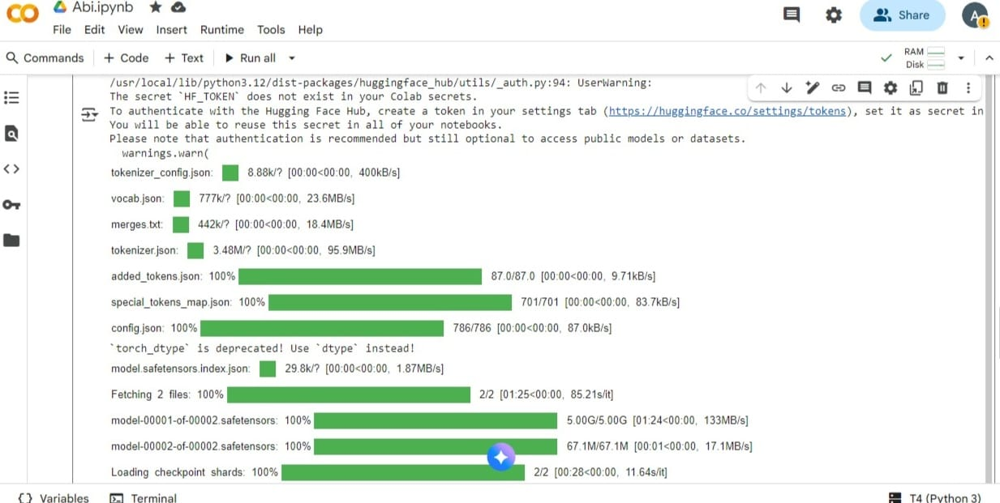 Abi.ipynb
File Edit View Insert Runtime Tools Help
Share
A
Commands + Code + Text Run all
RAM
Disk
/usr/local/lib/python3.12/dist-packages/huggingface_hub/utils/_auth.py:94: UserWarning:
The secret `HF_TOKEN` does not exist in your Colab secrets.
To authenticate with the Hugging Face Hub, create a token in your settings tab (https://huggingface.co/settings/tokens), set it as secret in
You will be able to reuse this secret in all of your notebooks.
Please note that authentication is recommended but still optional to access public models or datasets.
warnings.warn(
tokenizer_config.json: 8.88k/? [00:00<00:00, 400kB/s]
vocab.json: 777k/? [00:00<00:00, 23.6MB/s]
merges.txt: 442k/? [00:00<00:00, 18.4MB/s]
tokenizer.json: 3.48M/? [00:00<00:00, 95.9MB/s]
added_tokens.json: 100% 87.0/87.0 [00:00<00:00, 9.71kB/s]
special_tokens_map.json: 100% 701/701 [00:00<00:00, 83.7kB/s]
config.json: 100% 786/786 [00:00<00:00, 87.0kB/s]
`torch_dtype` is deprecated! Use `dtype` instead!
model.safetensors.index.json: 29.8k/? [00:00<00:00, 1.87MB/s]
Fetching 2 files: 100% 2/2 [01:25<00:00, 85.21s/it]
model-00001-of-00002.safetensors: 100% 5.00G/5.00G [01:24<00:00, 133MB/s]
model-00002-of-00002.safetensors: 100% 67.1M/67.1M [00:01<00:00, 17.1MB/s]
Loading checkpoint shards: 100% 2/2 [00:28<00:00, 11.64s/it]
Variables Terminal T4 (Python 3)